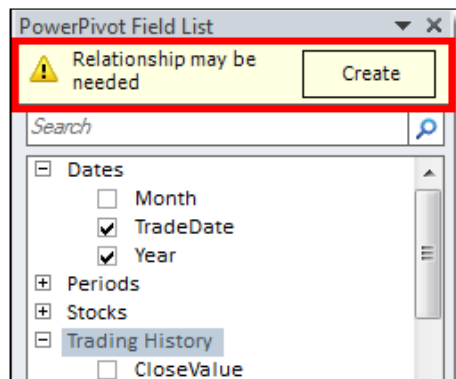 PowerPivot Field List
Relationship may be
needed
Create
Search
Dates
Month
TradeDate
Year
Periods
Stocks
Trading History
CloseValue